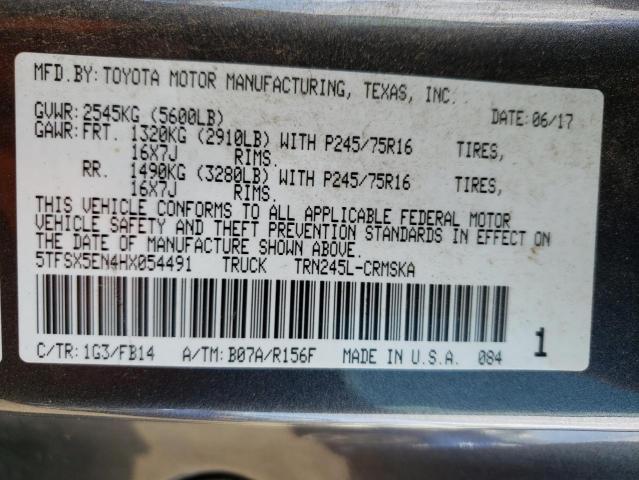 MFD.BY:TOYOTA MOTOR MANUFACTURING, TEXAS, INC.
GVWR:2545KG (5600LB) DATE:06/17
GAWR:FRT. 1320KG (2910LB) WITH P245/75R16 TIRES,
16X7J RIMS.
RR. 1490KG (3280LB) WITH P245/75R16 TIRES,
16X7J RIMS.
THIS VEHICLE CONFORMS TO ALL APPLICABLE FEDERAL MOTOR
VEHICLE SAFETY AND THEFT PREVENTION STANDARDS IN EFFECT ON
THE DATE OF MANUFACTURE SHOWN ABOVE.
5TFSX5EN4HX054491 TRUCK TRN245L-CRMSKA
C/TR:1G3/FB14 A/TM:B07A/R156F MADE IN U.S.A. 084 1